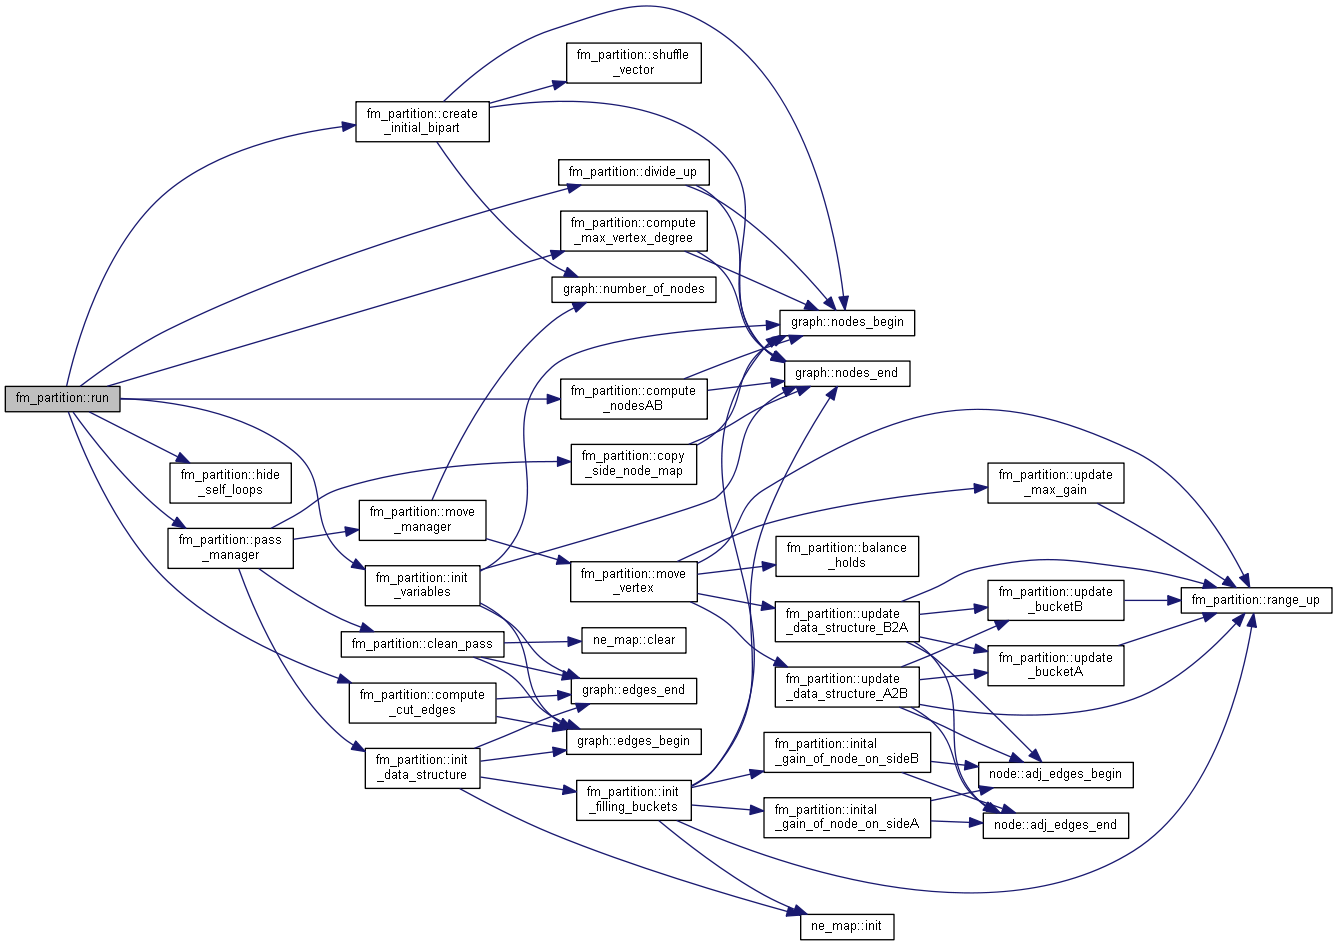 fm_partition::shuffle
_vector
fm_partition::create
_initial_bipart
fm_partition::divide_up
fm_partition::compute
_max_vertex_degree
graph::number_of_nodes
graph::nodes_begin
graph::nodes_end
fm_partition::run
fm_partition::compute
_nodesAB
fm_partition::copy
_side_node_map
fm_partition::hide
_self_loops
fm_partition::update
_max_gain
fm_partition::move
_manager
fm_partition::pass
_manager
fm_partition::balance
_holds
fm_partition::init
_variables
fm_partition::move
_vertex
fm_partition::update
_bucketB
fm_partition::range_up
fm_partition::update
_data_structure_B2A
ne_map::clear
fm_partition::clean_pass
fm_partition::update
_bucketA
fm_partition::update
_data_structure_A2B
graph::edges_end
fm_partition::compute
_cut_edges
graph::edges_begin
fm_partition::inital
_gain_of_node_on_sideB
fm_partition::init
_data_structure
node::adj_edges_begin
fm_partition::init
_filling_buckets
fm_partition::inital
_gain_of_node_on_sideA
node::adj_edges_end
ne_map::init